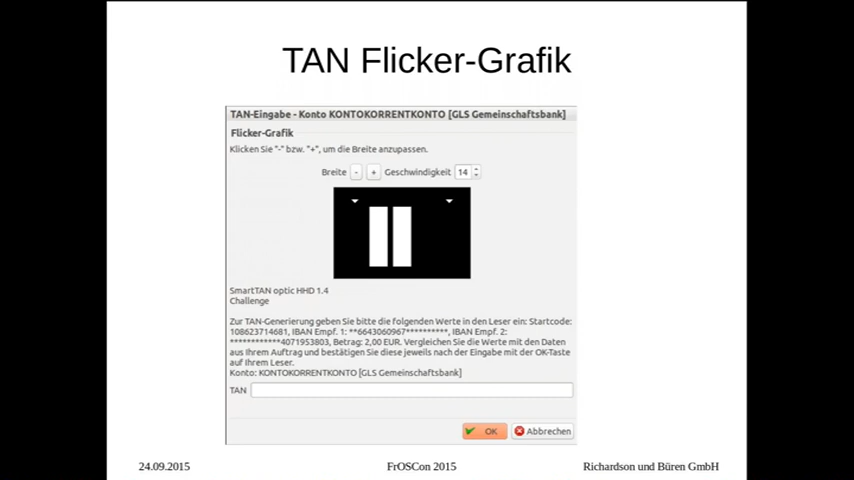 TAN Flicker-Grafik
TAN-Eingabe - Konto KONTOKORRENTKONTO [GLS Gemeinschaftsbank]
Flicker-Grafik
Klicken Sie "-" bzw. "+", um die Breite anzupassen.
Breite - + Geschwindigkeit 14
SmartTAN optic HHD 1.4
Challenge
Zur TAN-Generierung geben Sie bitte die folgenden Werte in den Leser ein: Startcode:
108623714681, IBAN Empf. 1: **6643060967**********, IBAN Empf. 2:
************4071953803, Betrag: 2,00 EUR. Vergleichen Sie die Werte mit den Daten
aus Ihrem Auftrag und bestätigen Sie diese jeweils nach der Eingabe mit der OK-Taste
auf Ihrem Leser.
Konto: KONTOKORRENTKONTO [GLS Gemeinschaftsbank]
TAN
OK Abbrechen
24.09.2015 FrOSCon 2015 Richardson und Büren GmbH